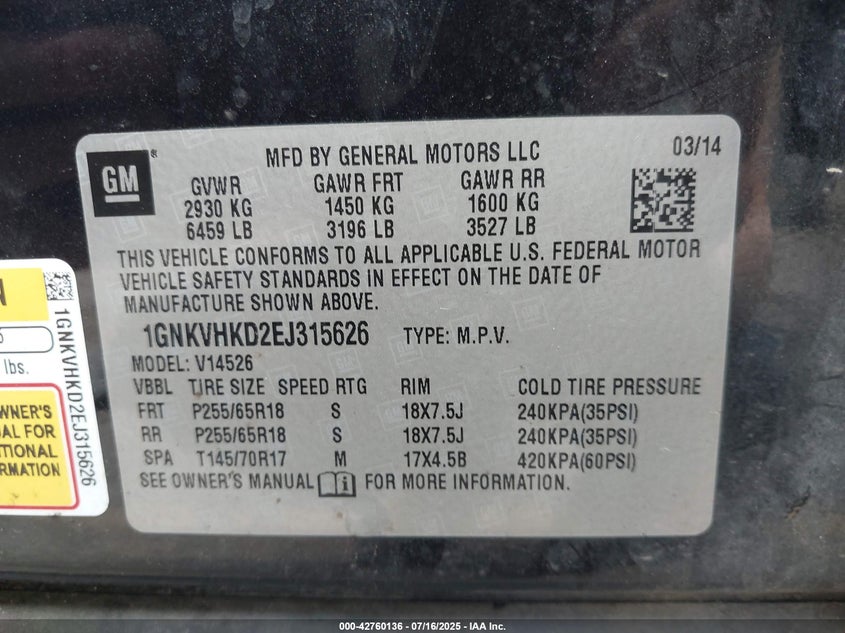 GM
®
MFD BY GENERAL MOTORS LLC
03/14
GVWR GAWR FRT GAWR RR
2930 KG 1450 KG 1600 KG
6459 LB 3196 LB 3527 LB
THIS VEHICLE CONFORMS TO ALL APPLICABLE U.S. FEDERAL MOTOR
VEHICLE SAFETY STANDARDS IN EFFECT ON THE DATE OF
MANUFACTURE SHOWN ABOVE.
1GNKVHKD2EJ315626 TYPE: M.P.V.
MODEL: V14526
VBBL TIRE SIZE SPEED RTG RIM COLD TIRE PRESSURE
FRT P255/65R18 S 18X7.5J 240KPA(35PSI)
RR P255/65R18 S 18X7.5J 240KPA(35PSI)
SPA T145/70R17 M 17X4.5B 420KPA(60PSI)
SEE OWNER'S MANUAL FOR MORE INFORMATION.
N
lbs.
OWNER'S
AL FOR
ITIONAL
RMATION
1GNKVHKD2EJ315626
000-42760136 - 07/16/2025 - IAA Inc.